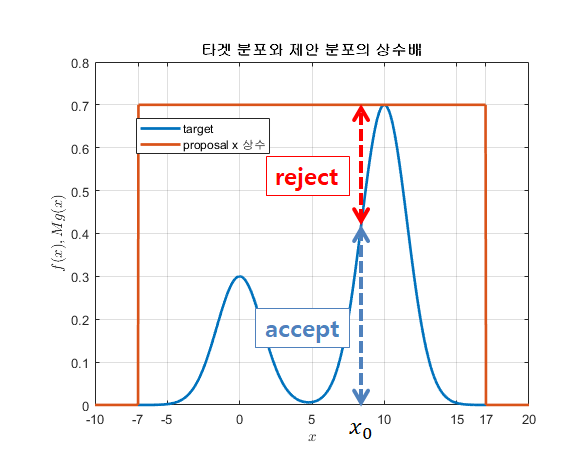 타겟 분포와 제안 분포의 상수배
0.8
0.7
0.6
0.5
0.4
0.3
0.2
0.1
0
f(x), Mg(x)
target
proposal x 상수
reject
accept
-10 -7 -5 0 5 10 15 17 20
x
x₀